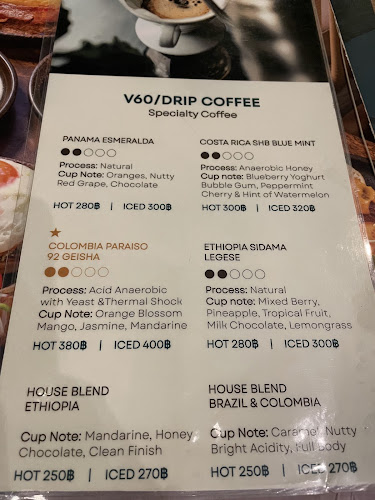 V60/DRIP COFFEE
Specialty Coffee
PANAMA ESMERALDA
Process: Natural
Cup Note: Oranges, Nutty
Red Grape, Chocolate
HOT 280฿ | ICED 300฿
COSTA RICA SHB BLUE MINT
Process: Anaerobic Honey
Cup note: Blueberry Yoghurt
Bubble Gum, Peppermint
Cherry & Hint of Watermelon
HOT 300฿ | ICED 320฿
COLOMBIA PARAISO
92 GEISHA
Process: Acid Anaerobic
with Yeast &Thermal Shock
Cup Note: Orange Blossom
Mango, Jasmine, Mandarine
HOT 380฿ | ICED 400฿
ETHIOPIA SIDAMA
LEGESE
Process: Natural
Cup note: Mixed Berry,
Pineapple, Tropical Fruit,
Milk Chocolate, Lemongrass
HOT 280฿ | ICED 300฿
HOUSE BLEND
ETHIOPIA
Cup Note: Mandarine, Honey
Chocolate, Clean Finish
HOT 250฿ | ICED 270฿
HOUSE BLEND
BRAZIL & COLOMBIA
Cup Note: Caramel, Nutty
Bright Acidity, Full Body
HOT 250฿ | ICED 270฿